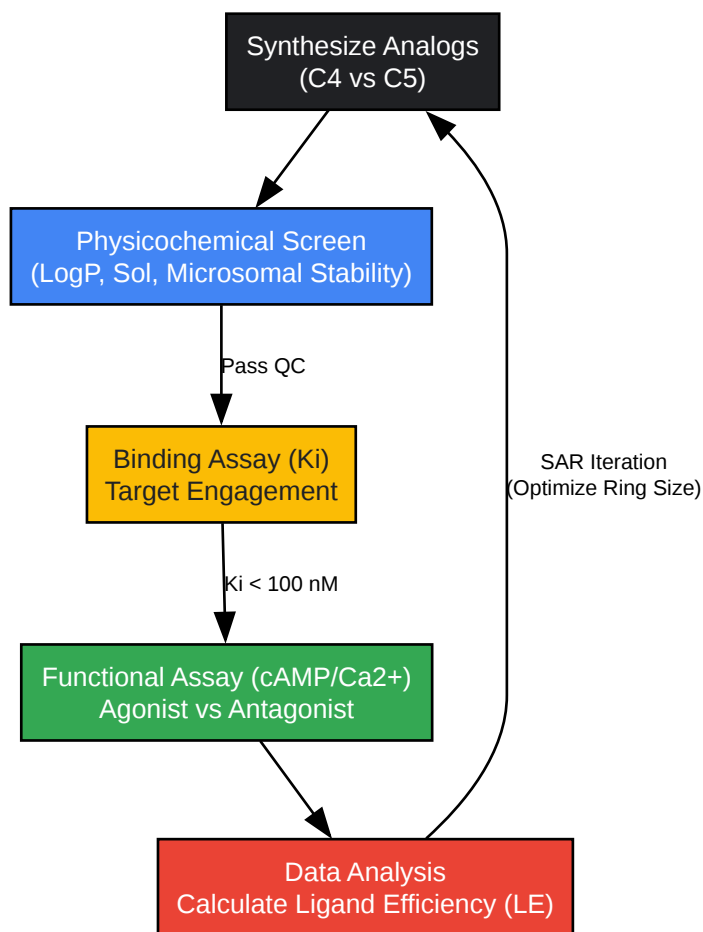 Synthesize Analogs
(C4 vs C5)
Physicochemical Screen
(LogP, Sol, Microsomal Stability)
Pass QC
Binding Assay (Ki)
Target Engagement
SAR Iteration
(Optimize Ring Size)
Ki < 100 nM
Functional Assay (cAMP/Ca2+)
Agonist vs Antagonist
Data Analysis
Calculate Ligand Efficiency (LE)